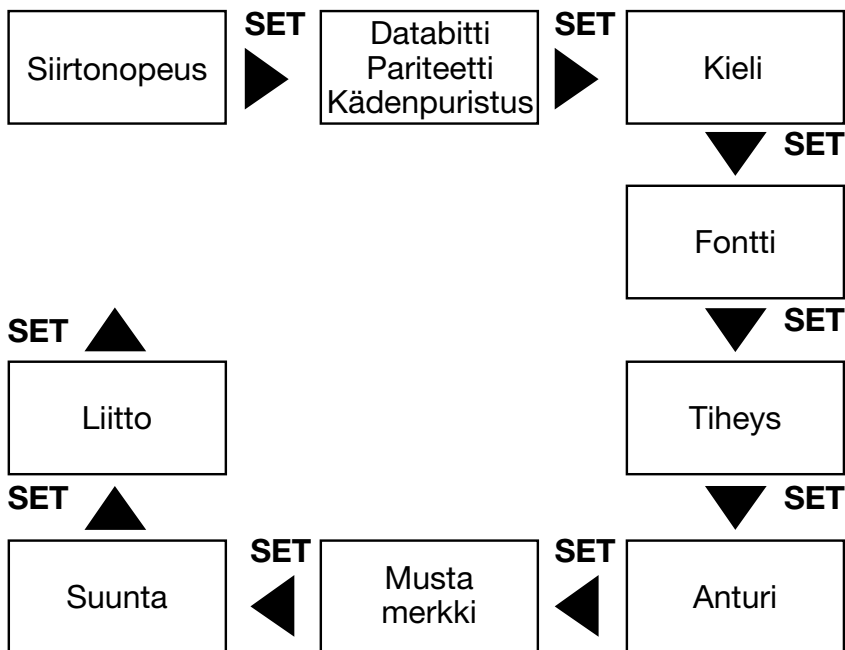 Siirtonopeus
SET
Databitti
Pariteetti
Kädenpuristus
SET
Kieli
SET
Fontti
SET
Tiheys
SET
Anturi
SET
Musta
merkki
SET
Suunta
SET
Liitto
SET